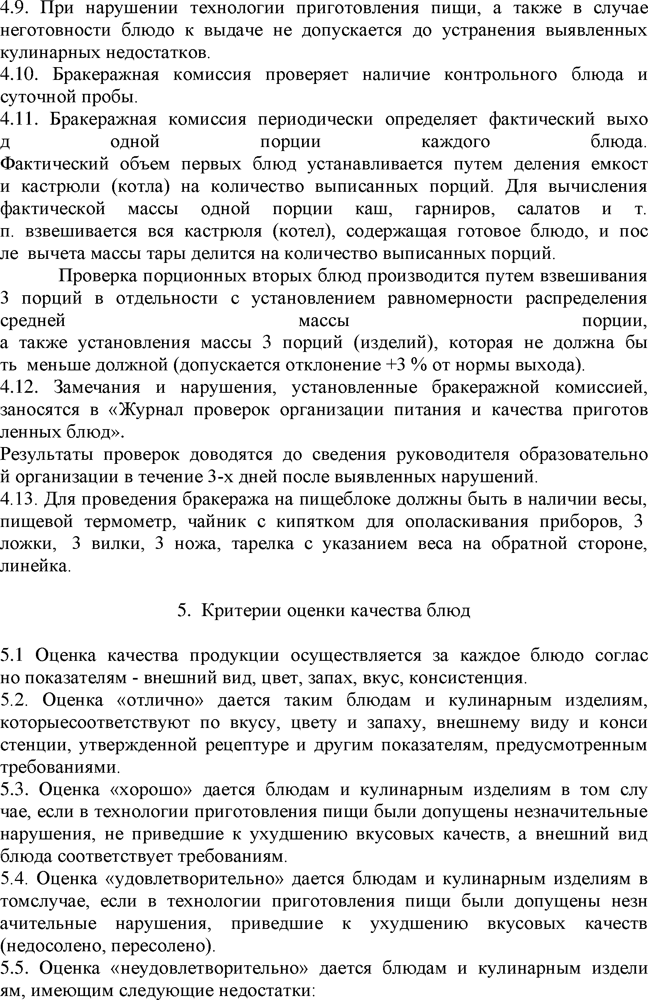 4.9. При нарушении технологии приготовления пищи, а также в случае
неготовности блюдо к выдаче не допускается до устранения выявленных
кулинарных недостатков.
4.10. Бракеражная комиссия проверяет наличие контрольного блюда и
суточной пробы.
4.11. Бракеражная комиссия периодически определяет фактический выхо
д одной порции каждого блюда.
Фактический объем первых блюд устанавливается путем деления емкост
и кастрюли (котла) на количество выписанных порций. Для вычисления
фактической массы одной порции каш, гарниров, салатов и т.
п. взвешивается вся кастрюля (котел), содержащая готовое блюдо, и пос
ле вычета массы тары делится на количество выписанных порций.
Проверка порционных вторых блюд производится путем взвешивания
3 порций в отдельности с установлением равномерности распределения
средней массы порции,
а также установления массы 3 порций (изделий), которая не должна бы
ть меньше должной (допускается отклонение +3 % от нормы выхода).
4.12. Замечания и нарушения, установленные бракеражной комиссией,
заносятся в «Журнал проверок организации питания и качества приготов
ленных блюд».
Результаты проверок доводятся до сведения руководителя образовательно
й организации в течение 3-х дней после выявленных нарушений.
4.13. Для проведения бракеража на пищеблоке должны быть в наличии весы,
пищевой термометр, чайник с кипятком для ополаскивания приборов, 3
ложки, 3 вилки, 3 ножа, тарелка с указанием веса на обратной стороне,
линейка.
5. Критерии оценки качества блюд
5.1 Оценка качества продукции осуществляется за каждое блюдо соглас
но показателям - внешний вид, цвет, запах, вкус, консистенция.
5.2. Оценка «отлично» дается таким блюдам и кулинарным изделиям,
которыесоответствуют по вкусу, цвету и запаху, внешнему виду и конси
стенции, утвержденной рецептуре и другим показателям, предусмотренным
требованиями.
5.3. Оценка «хорошо» дается блюдам и кулинарным изделиям в том слу
чае, если в технологии приготовления пищи были допущены незначительные
нарушения, не приведшие к ухудшению вкусовых качеств, а внешний вид
блюда соответствует требованиям.
5.4. Оценка «удовлетворительно» дается блюдам и кулинарным изделиям в
томслучае, если в технологии приготовления пищи были допущены незн
ачительные нарушения, приведшие к ухудшению вкусовых качеств
(недосолено, пересолено).
5.5. Оценка «неудовлетворительно» дается блюдам и кулинарным издели
ям, имеющим следующие недостатки: